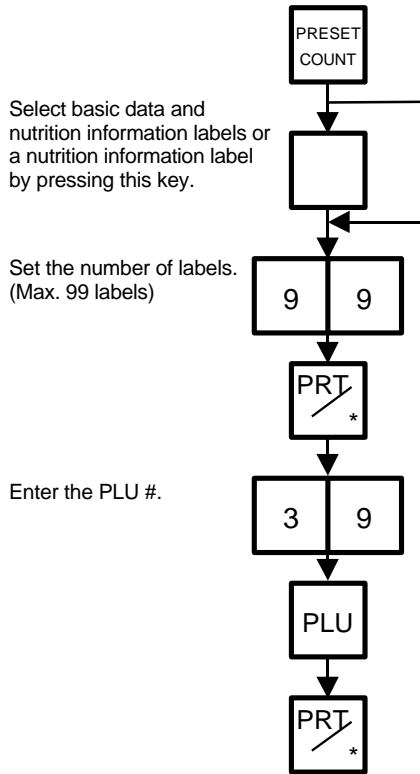 PRESET
COUNT
Select basic data and
nutrition information labels or
a nutrition information label
by pressing this key.
Set the number of labels.
(Max. 99 labels)
9 9
PRT
*
Enter the PLU #.
3 9
PLU
PRT
*